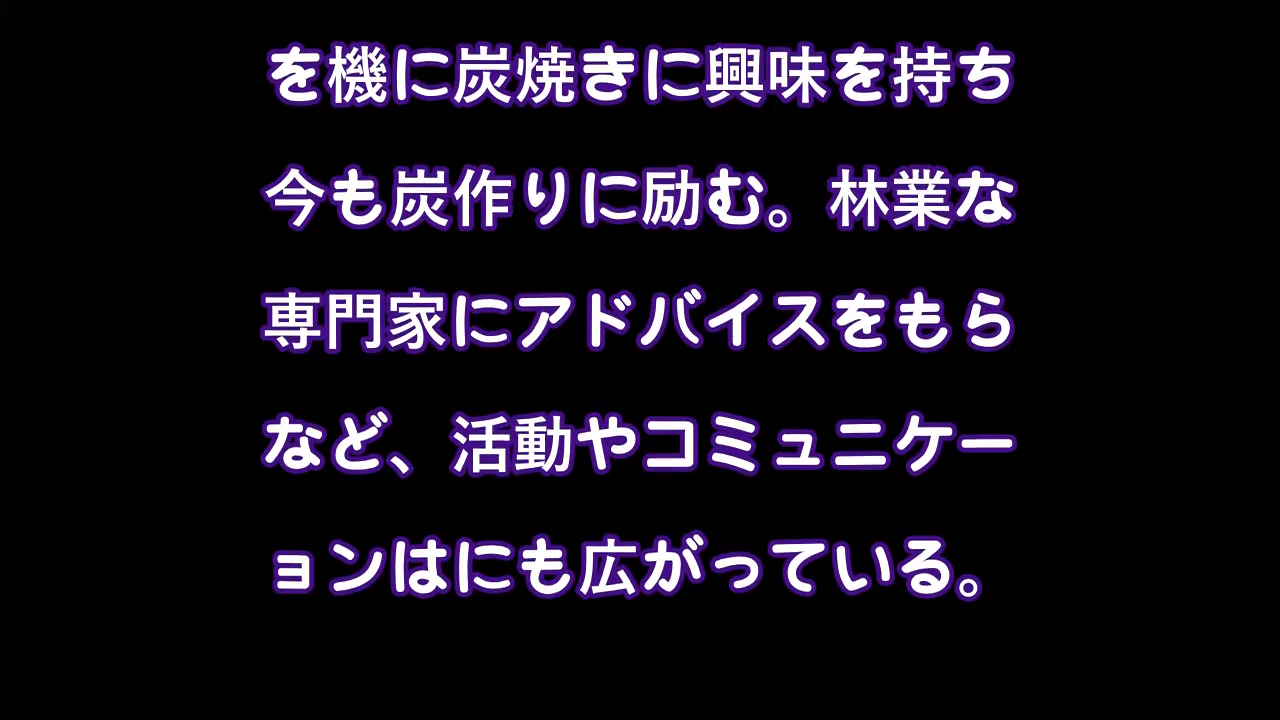 を機に炭焼きに興味を持ち
今も炭作りに励む。林業な
専門家にアドバイスをもら
など、活動やコミュニケー
ョンはにも広がっている。